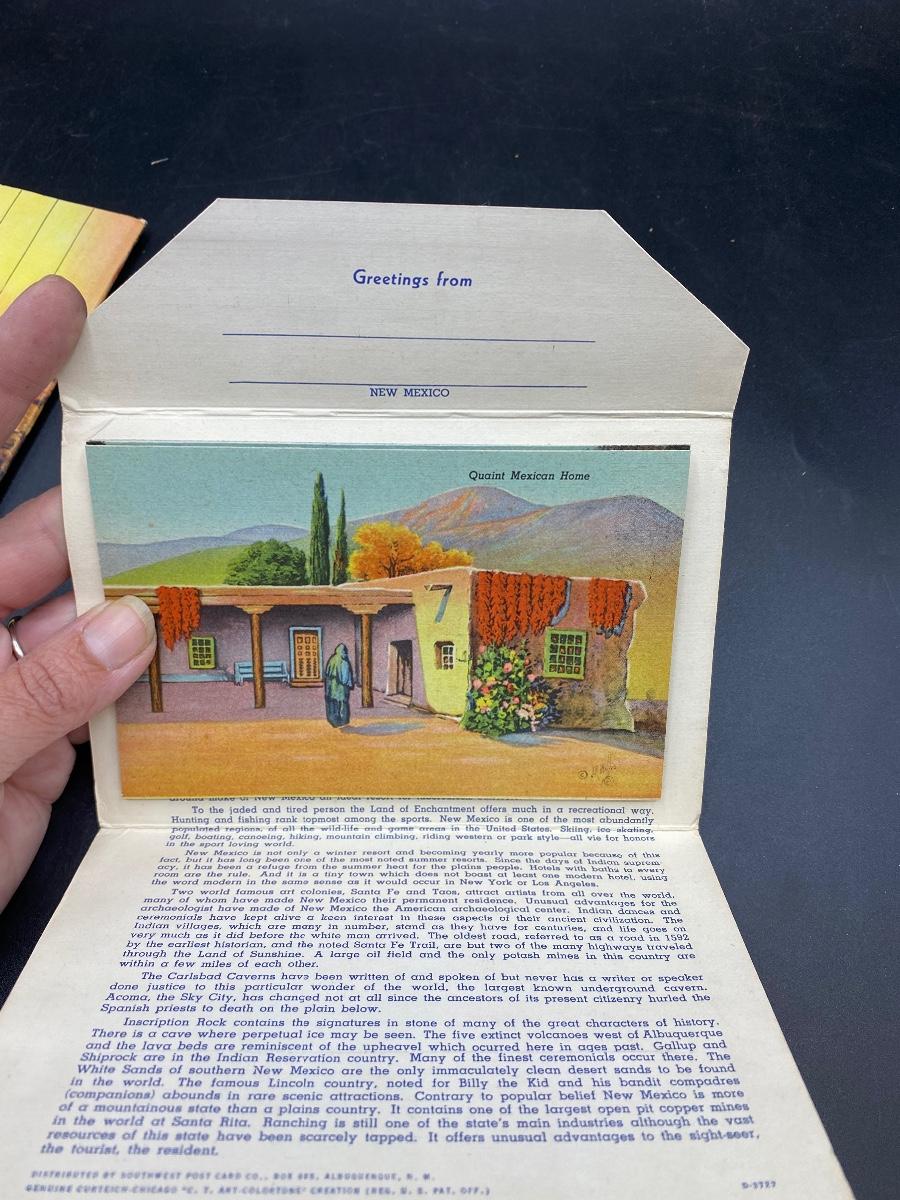 Greetings from
NEW MEXICO
Quaint Mexican Home
around make of New Mexico an ideal resort for
To the jaded and tired person the Land of Enchantment offers much in a recreational way.
Hunting and fishing rank topmost among the sports. New Mexico is one of the most abundantly
populated regions, of all the wild-life and game areas in the United States. Skiing, ice skating,
golf, boating, canoeing, hiking, mountain climbing, riding western or park style—all vie for honors
in the sport loving world.
New Mexico is not only a winter resort and becoming yearly more popular because of this
fact, but it has long been one of the most noted summer resorts. Since the days of Indian suprem-
acy, it has been a refuge from the summer heat for the plains people. Hotels with baths to every
room are the rule. And it is a tiny town which does not boast at least one modern hotel, using
the word modern in the same sense as it would occur in New York or Los Angeles.
Two world famous art colonies, Santa Fe and Taos, attract artists from all over the world,
many of whom have made New Mexico their permanent residence. Unusual advantages for the
archaeologist have made of New Mexico the American archaeological center. Indian dances and
ceremonials have kept alive a keen interest in these aspects of their ancient civilization. The
Indian villages, which are many in number, stand as they have for centuries, and life goes on
very much as it did before the white man arrived. The oldest road, referred to as a road in 1592
by the earliest historian, and the noted Santa Fe Trail, are but two of the many highways traveled
through the Land of Sunshine. A large oil field and the only potash mines in this country are
within a few miles of each other.
The Carlsbad Caverns have been written of and spoken of but never has a writer or speaker
done justice to this particular wonder of the world, the largest known underground cavern.
Acoma, the Sky City, has changed not at all since the ancestors of its present citizenry hurled the
Spanish priests to death on the plain below.
Inscription Rock contains the signatures in stone of many of the great characters of history.
There is a cave where perpetual ice may be seen. The five extinct volcanoes west of Albuquerque
and the lava beds are reminiscent of the upheavel which ocurred here in ages past. Gallup and
Shiprock are in the Indian Reservation country. Many of the finest ceremonials occur there. The
White Sands of southern New Mexico are the only immaculately clean desert sands to be found
in the world. The famous Lincoln country, noted for Billy the Kid and his bandit compadres
(companions) abounds in rare scenic attractions. Contrary to popular belief New Mexico is more
of a mountainous state than a plains country. It contains one of the largest open pit copper mines
in the world at Santa Rita. Ranching is still one of the state's main industries although the vast
resources of this state have been scarcely tapped. It offers unusual advantages to the sight-seer,
the tourist, the resident.
DISTRIBUTED BY SOUTHWEST POST CARD CO., BOX 685, ALBUQUERQUE, N. M.
GENUINE CURTEICH-CHICAGO "C. T. ART-COLORTONE" CREATION (REG. U. S. PAT. OFF.)
D-5727